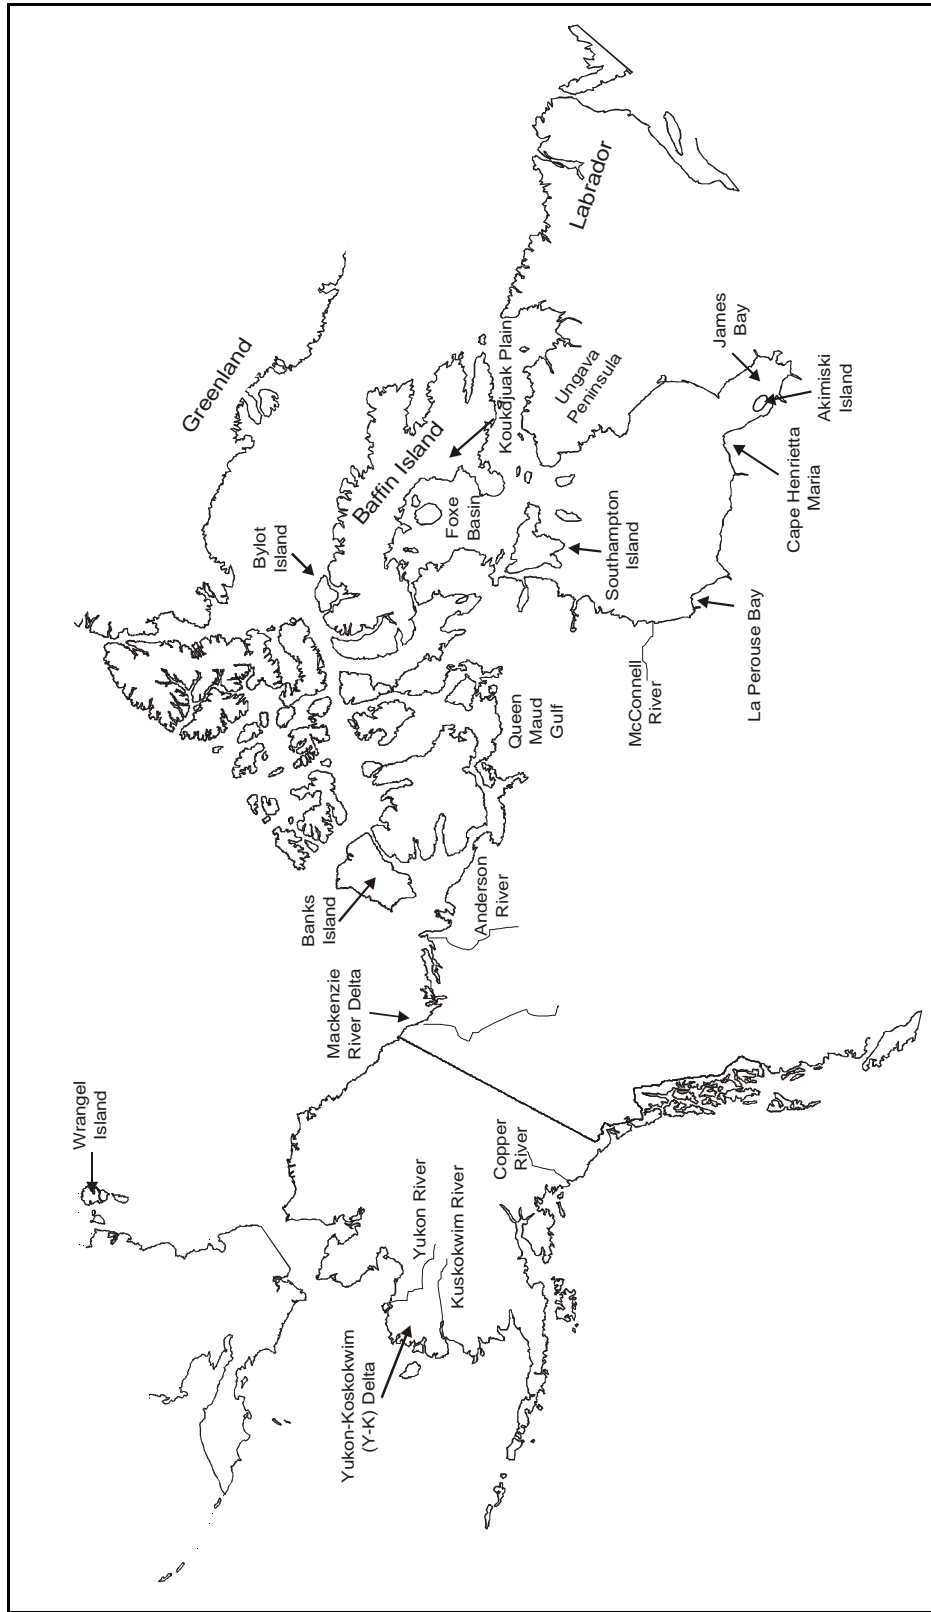 Wrangel
Island
Yukon-Koskokwim
(Y-K) Delta
Yukon River
Kuskokwim River
Copper
River
Mackenzie
River Delta
Banks
Island
Anderson
River
Queen
Maud
Gulf
Bylot
Island
Greenland
Baffin Island
Foxe
Basin
Koukdjuak Plain
Southampton
Island
Ungava
Peninsula
Labrador
McConnell
River
La Perouse Bay
Cape Henrietta
Maria
James
Bay
Akimiski
Island